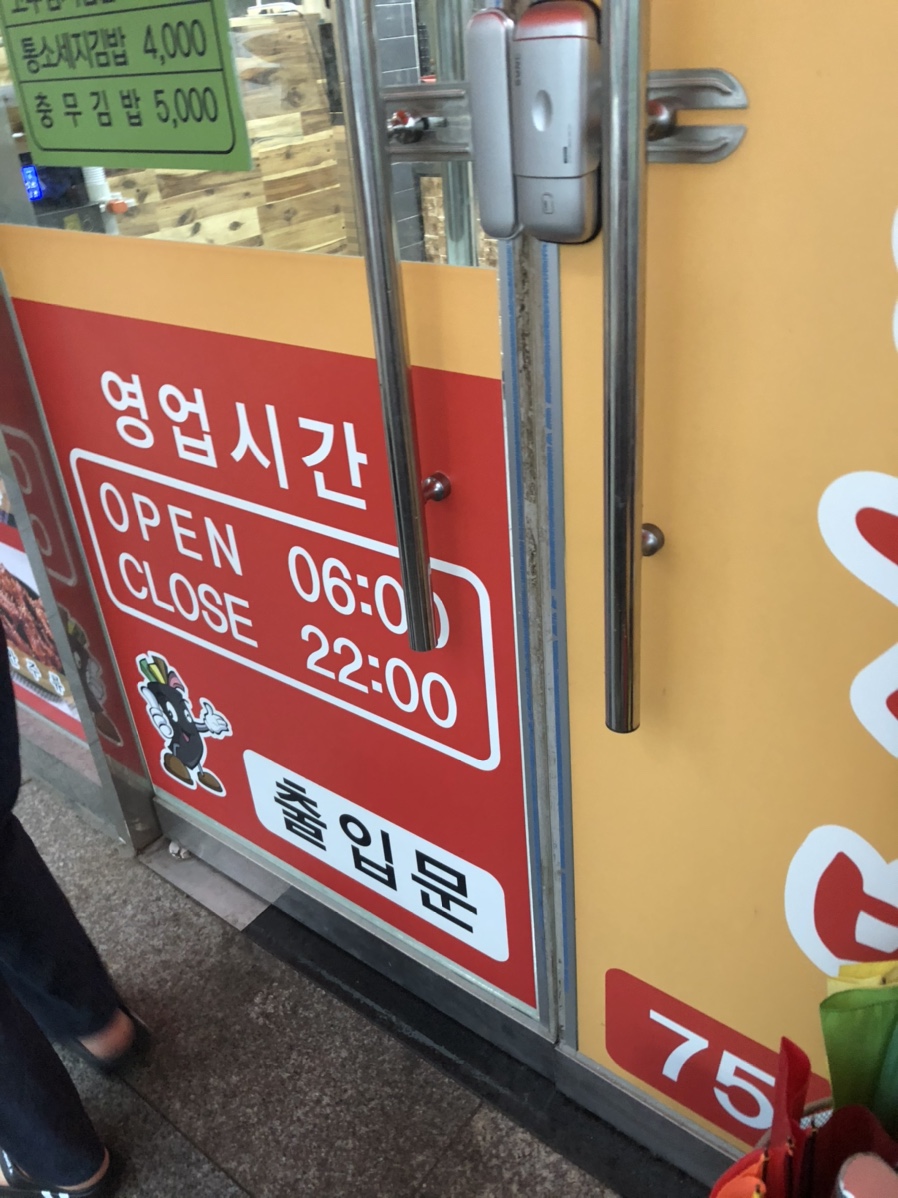 통소세지김밥 4,000
충무김밥 5,000
영업시간
OPEN 06:00
CLOSE 22:00
출입문
75